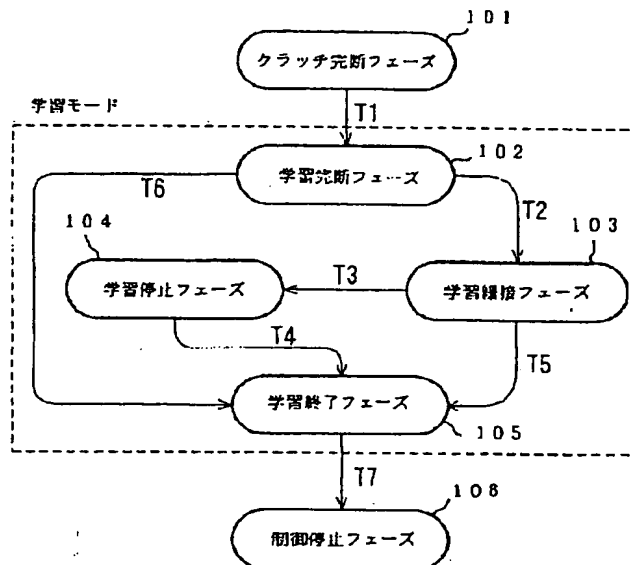 101
クラッチ完断フェーズ
学習モード
T1
102
学習完断フェーズ
T6
T2
104
103
学習停止フェーズ
T3
学習緩接フェーズ
T4
T5
学習終了フェーズ
105
T7
106
制御停止フェーズ